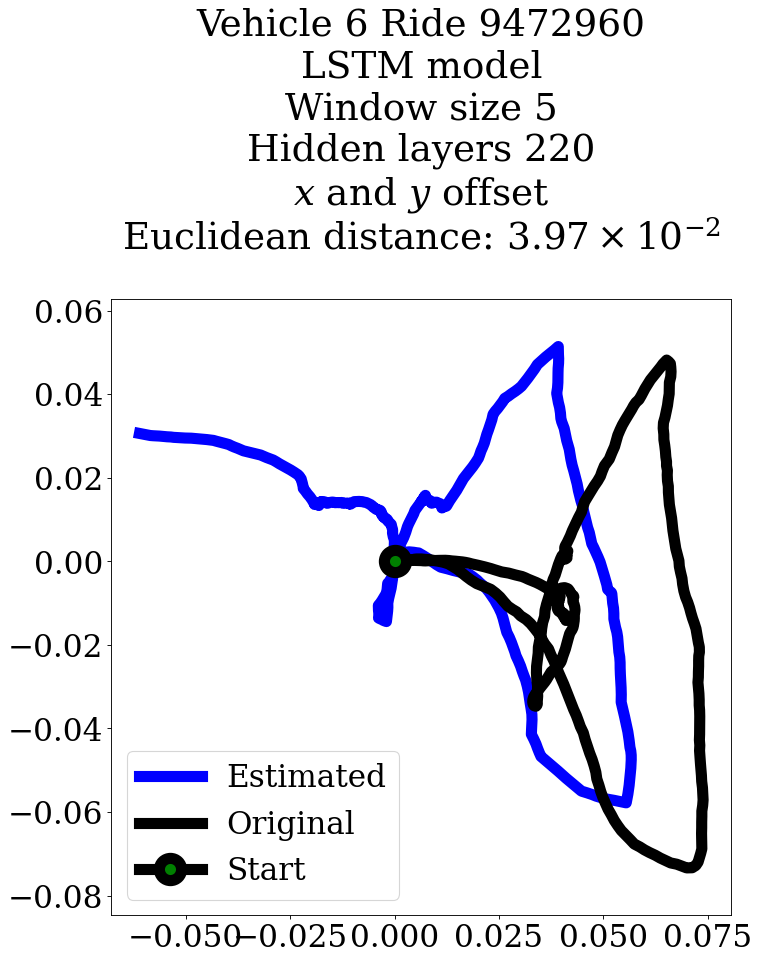 Vehicle 6 Ride 9472960
LSTM model
Window size 5
Hidden layers 220
x and y offset
Euclidean distance: 3.97 × 10⁻²
0.06
0.04
0.02
0.00
−0.02
−0.04
−0.06
−0.08
Estimated
Original
Start
−0.050 −0.025 0.000 0.025 0.050 0.075